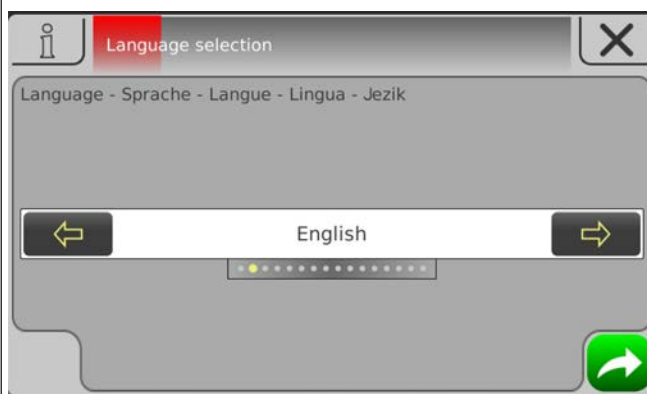 Language selection
Language - Sprache - Langue - Lingua - Jezik
English